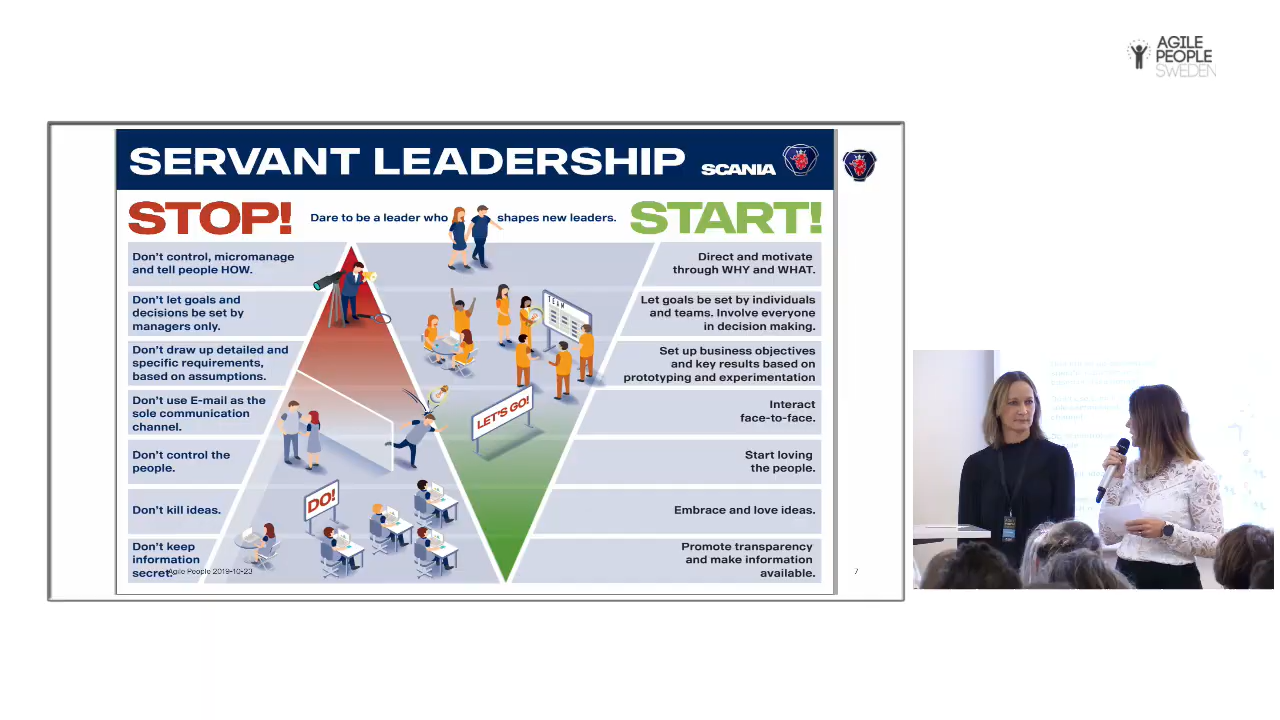 AGILE
PEOPLE
SWEDEN
SERVANT LEADERSHIP
SCANIA
STOP!
Dare to be a leader who
shapes new leaders.
START!
Don't control, micromanage
and tell people HOW.
Direct and motivate
through WHY and WHAT.
Don't let goals and
decisions be set by
managers only.
Let goals be set by individuals
and teams. Involve everyone
in decision making.
TEAM
Don't draw up detailed and
specific requirements,
based on assumptions.
Set up business objectives
and key results based on
prototyping and experimentation
Don't use E-mail as the
sole communication
channel.
LET'S GO!
Interact
face-to-face.
Don't control the
people.
Start loving
the people.
Don't kill ideas.
DO!
Embrace and love ideas.
Don't keep
information
secret.
Promote transparency
and make information
available.
Agile People 2019-10-23
7